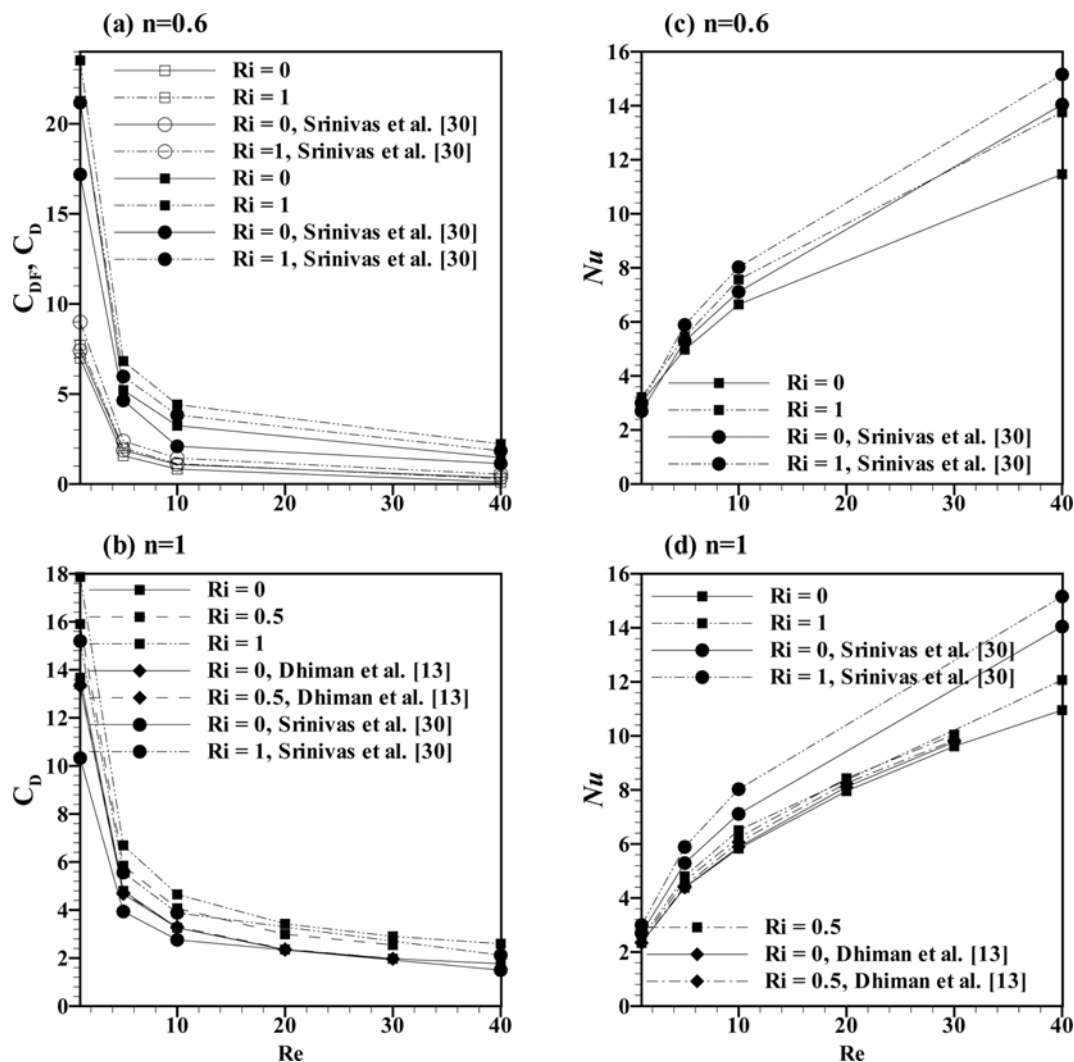 (a) n=0.6
C_DF, C_D
20
15
10
5
0
10 20 30 40
Ri = 0
Ri = 1
Ri = 0, Srinivas et al. [30]
Ri =1, Srinivas et al. [30]
Ri = 0
Ri = 1
Ri = 0, Srinivas et al. [30]
Ri = 1, Srinivas et al. [30]
(c) n=0.6
Nu
16
14
12
10
8
6
4
2
0
10 20 30 40
Ri = 0
Ri = 1
Ri = 0, Srinivas et al. [30]
Ri = 1, Srinivas et al. [30]
(b) n=1
C_D
18
16
14
12
10
8
6
4
2
0
10 20 30 40
Re
Ri = 0
Ri = 0.5
Ri = 1
Ri = 0, Dhiman et al. [13]
Ri = 0.5, Dhiman et al. [13]
Ri = 0, Srinivas et al. [30]
Ri = 1, Srinivas et al. [30]
(d) n=1
Nu
16
14
12
10
8
6
4
2
0
10 20 30 40
Re
Ri = 0
Ri = 1
Ri = 0, Srinivas et al. [30]
Ri = 1, Srinivas et al. [30]
Ri = 0.5
Ri = 0, Dhiman et al. [13]
Ri = 0.5, Dhiman et al. [13]